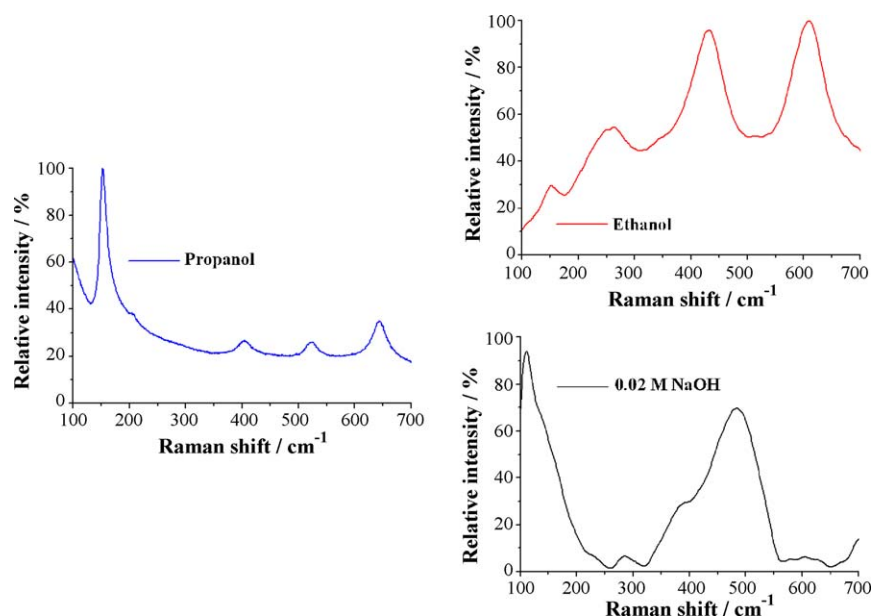 Relative intensity / %
100
80
60
40
20
0
Propanol
100 200 300 400 500 600 700
Raman shift / cm-1
Relative intensity / %
100
80
60
40
20
0
Ethanol
100 200 300 400 500 600 700
Raman shift / cm-1
Relative intensity / %
100
80
60
40
20
0
0.02 M NaOH
100 200 300 400 500 600 700
Raman shift / cm-1